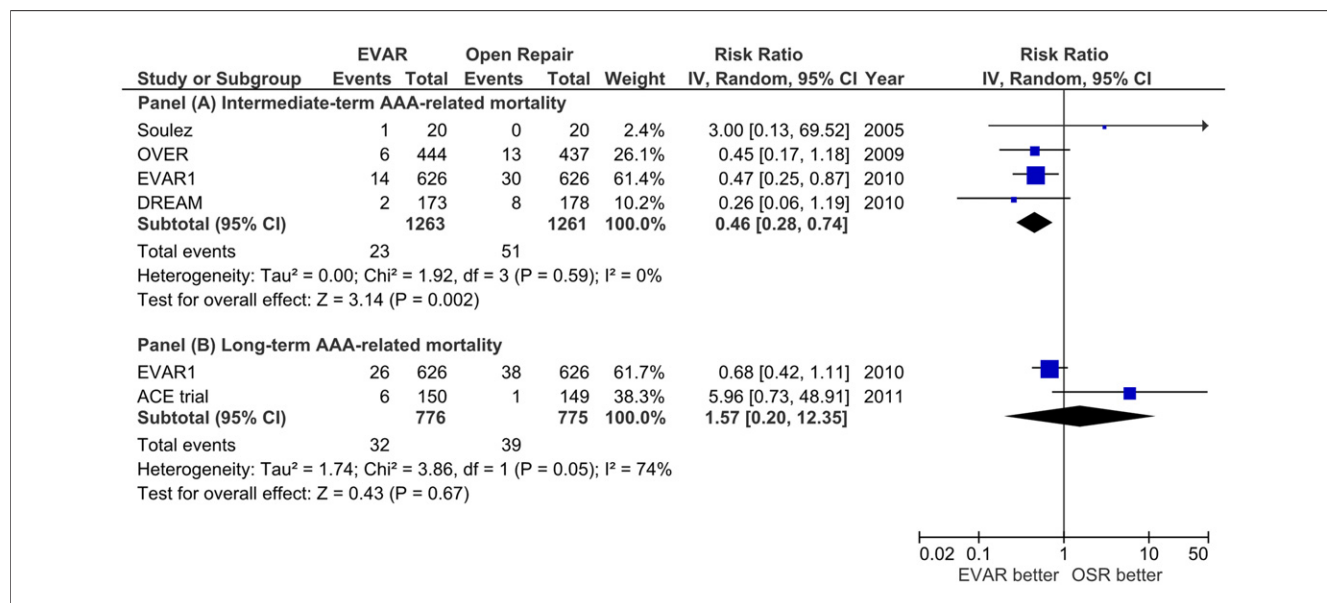 EVAR Open Repair Risk Ratio Risk Ratio
Study or Subgroup Events Total Events Total Weight IV, Random, 95% CI Year IV, Random, 95% CI
Panel (A) Intermediate-term AAA-related mortality
Soulez 1 20 0 20 2.4% 3.00 [0.13, 69.52] 2005
OVER 6 444 13 437 26.1% 0.45 [0.17, 1.18] 2009
EVAR1 14 626 30 626 61.4% 0.47 [0.25, 0.87] 2010
DREAM 2 173 8 178 10.2% 0.26 [0.06, 1.19] 2010
Subtotal (95% CI) 1263 1261 100.0% 0.46 [0.28, 0.74]
Total events 23 51
Heterogeneity: Tau² = 0.00; Chi² = 1.92, df = 3 (P = 0.59); I² = 0%
Test for overall effect: Z = 3.14 (P = 0.002)
Panel (B) Long-term AAA-related mortality
EVAR1 26 626 38 626 61.7% 0.68 [0.42, 1.11] 2010
ACE trial 6 150 1 149 38.3% 5.96 [0.73, 48.91] 2011
Subtotal (95% CI) 776 775 100.0% 1.57 [0.20, 12.35]
Total events 32 39
Heterogeneity: Tau² = 1.74; Chi² = 3.86, df = 1 (P = 0.05); I² = 74%
Test for overall effect: Z = 0.43 (P = 0.67)
0.02 0.1 1 10 50
EVAR better OSR better